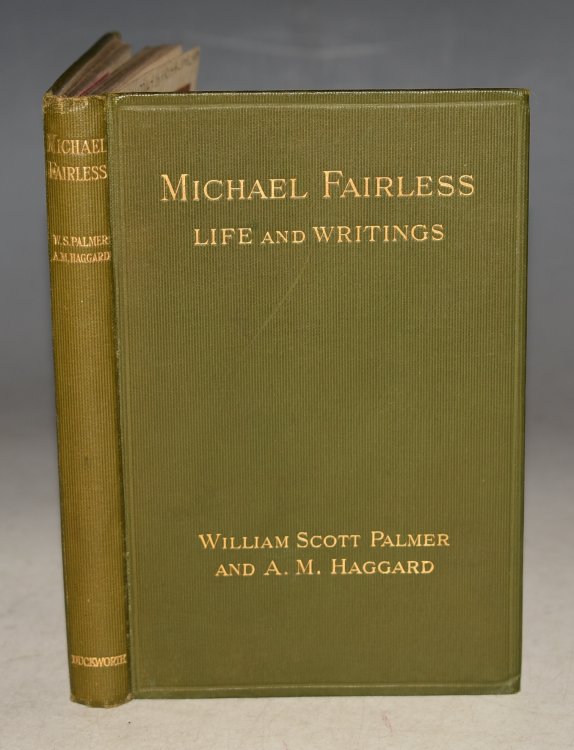 MICHAEL
FAIRLESS
W. S. PALMER
A. M. HAGGARD
DUCKWORTH
MICHAEL FAIRLESS
LIFE AND WRITINGS
WILLIAM SCOTT PALMER
AND A. M. HAGGARD